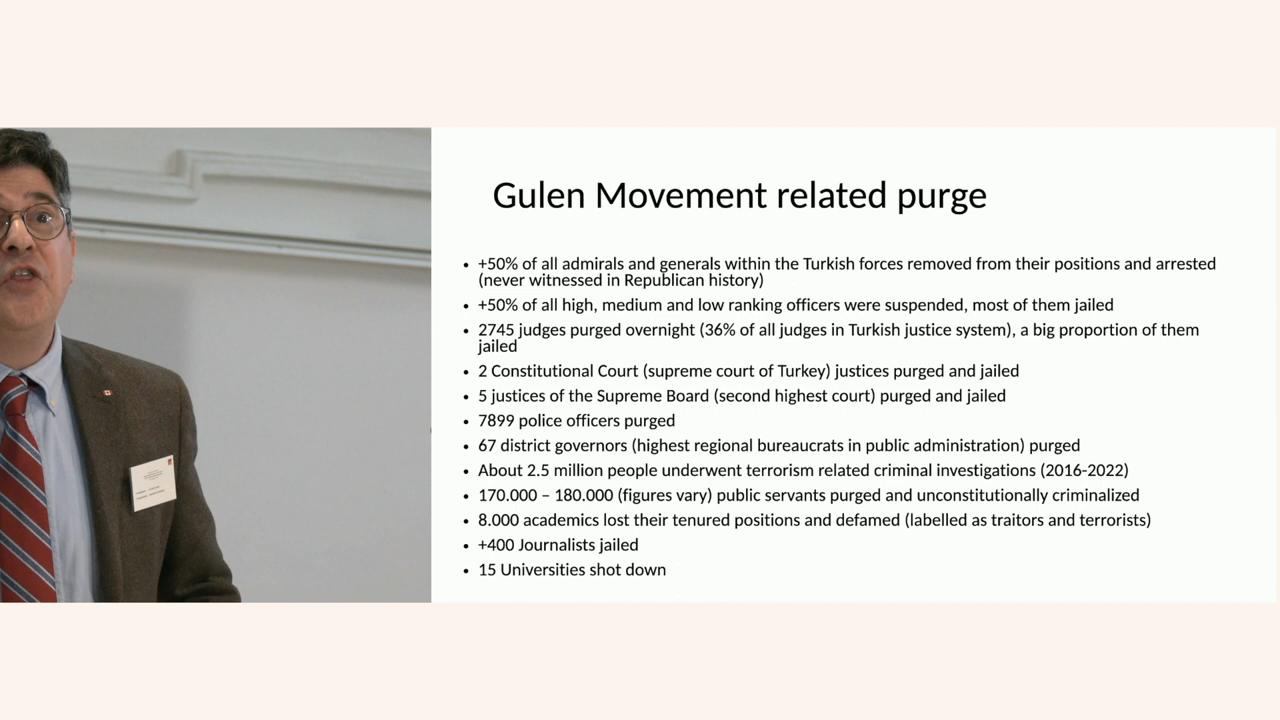 Gulen Movement related purge
• +50% of all admirals and generals within the Turkish forces removed from their positions and arrested
(never witnessed in Republican history)
• +50% of all high, medium and low ranking officers were suspended, most of them jailed
• 2745 judges purged overnight (36% of all judges in Turkish justice system), a big proportion of them
jailed
• 2 Constitutional Court (supreme court of Turkey) justices purged and jailed
• 5 justices of the Supreme Board (second highest court) purged and jailed
• 7899 police officers purged
• 67 district governors (highest regional bureaucrats in public administration) purged
• About 2.5 million people underwent terrorism related criminal investigations (2016-2022)
• 170.000 – 180.000 (figures vary) public servants purged and unconstitutionally criminalized
• 8.000 academics lost their tenured positions and defamed (labelled as traitors and terrorists)
• +400 Journalists jailed
• 15 Universities shot down